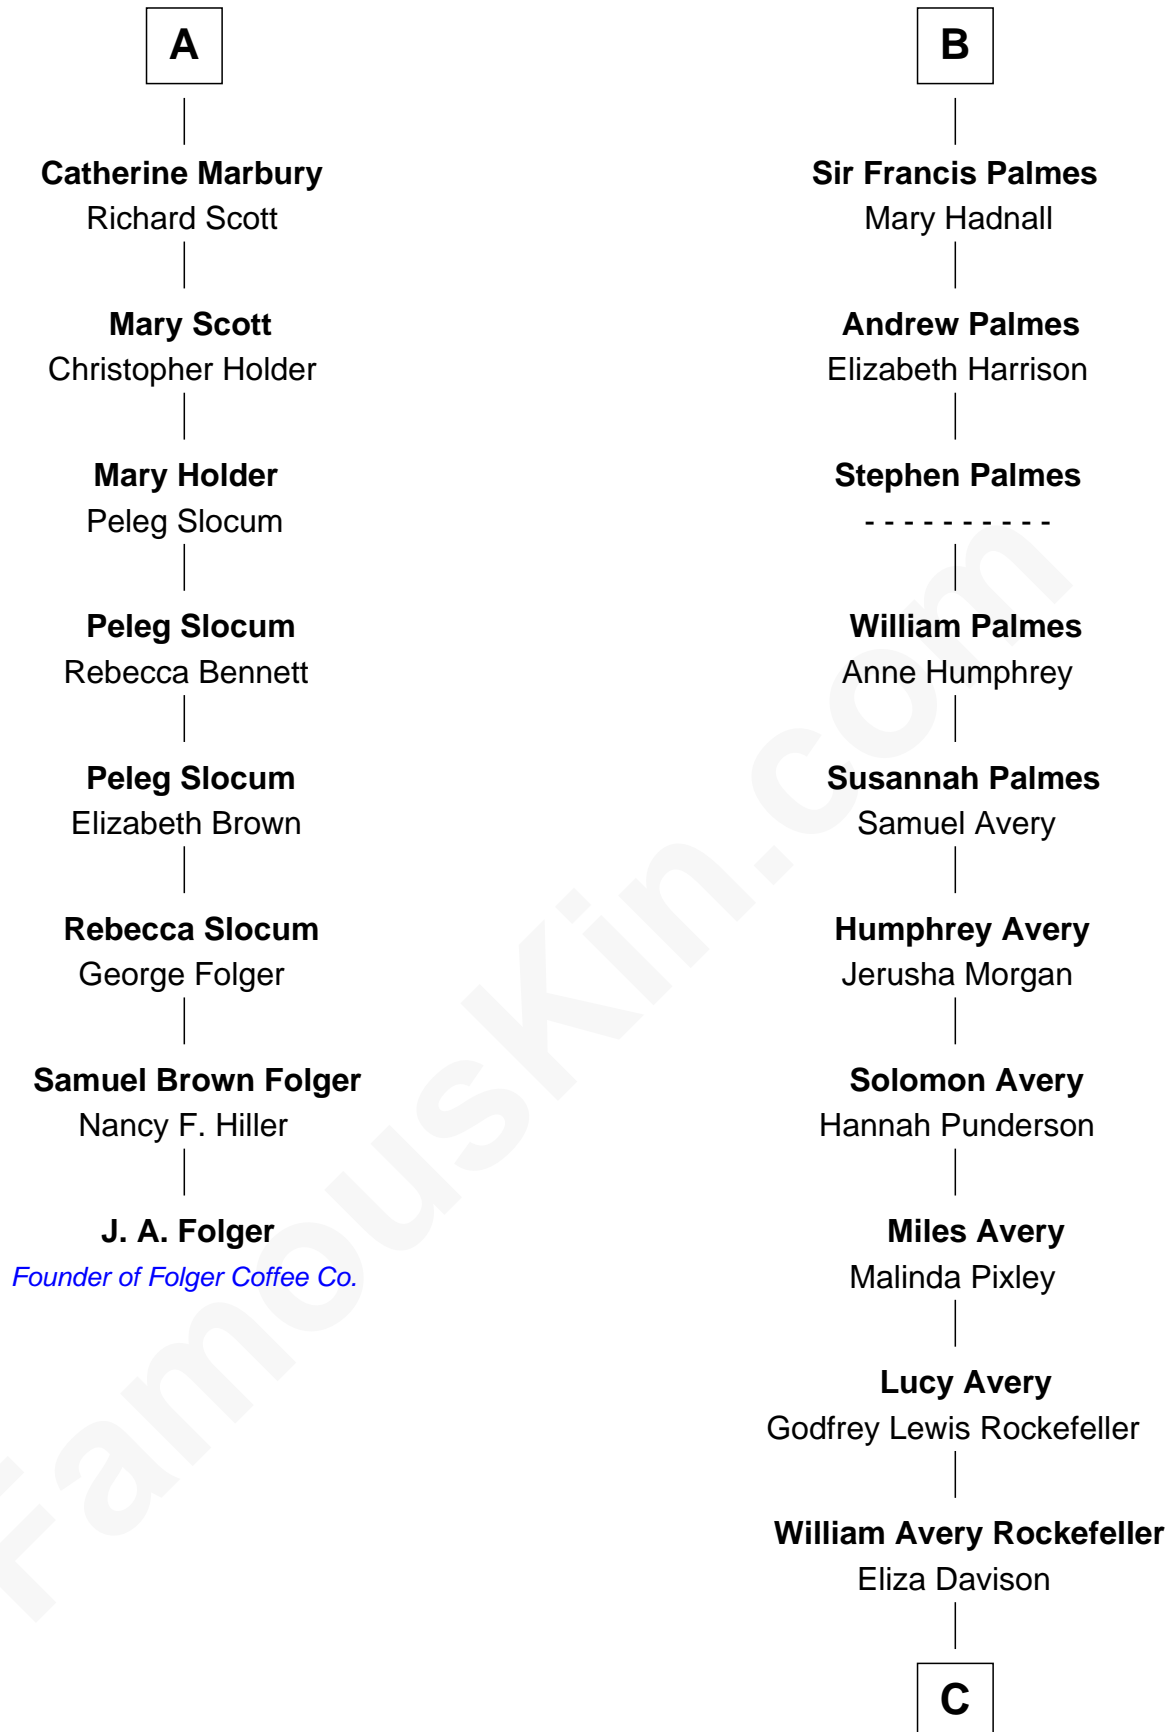 A
Catherine Marbury
Richard Scott
Mary Scott
Christopher Holder
Mary Holder
Peleg Slocum
Peleg Slocum
Rebecca Bennett
Peleg Slocum
Elizabeth Brown
Rebecca Slocum
George Folger
Samuel Brown Folger
Nancy F. Hiller
J. A. Folger
Founder of Folger Coffee Co.
B
Sir Francis Palmes
Mary Hadnall
Andrew Palmes
Elizabeth Harrison
Stephen Palmes
- - - - - - - - - -
William Palmes
Anne Humphrey
Susannah Palmes
Samuel Avery
Humphrey Avery
Jerusha Morgan
Solomon Avery
Hannah Punderson
Miles Avery
Malinda Pixley
Lucy Avery
Godfrey Lewis Rockefeller
William Avery Rockefeller
Eliza Davison
C
FamousKin.com